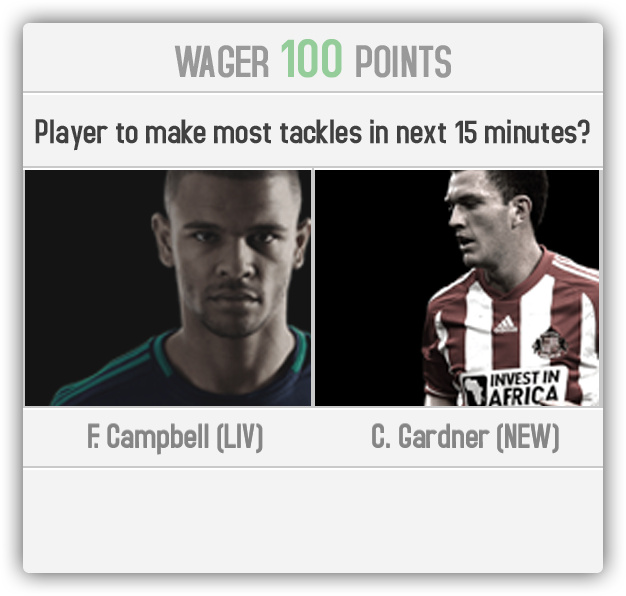 WAGER 100 POINTS
Player to make most tackles in next 15 minutes?
INVEST IN
AFRICA
F. Campbell (LIV)
C. Gardner (NEW)